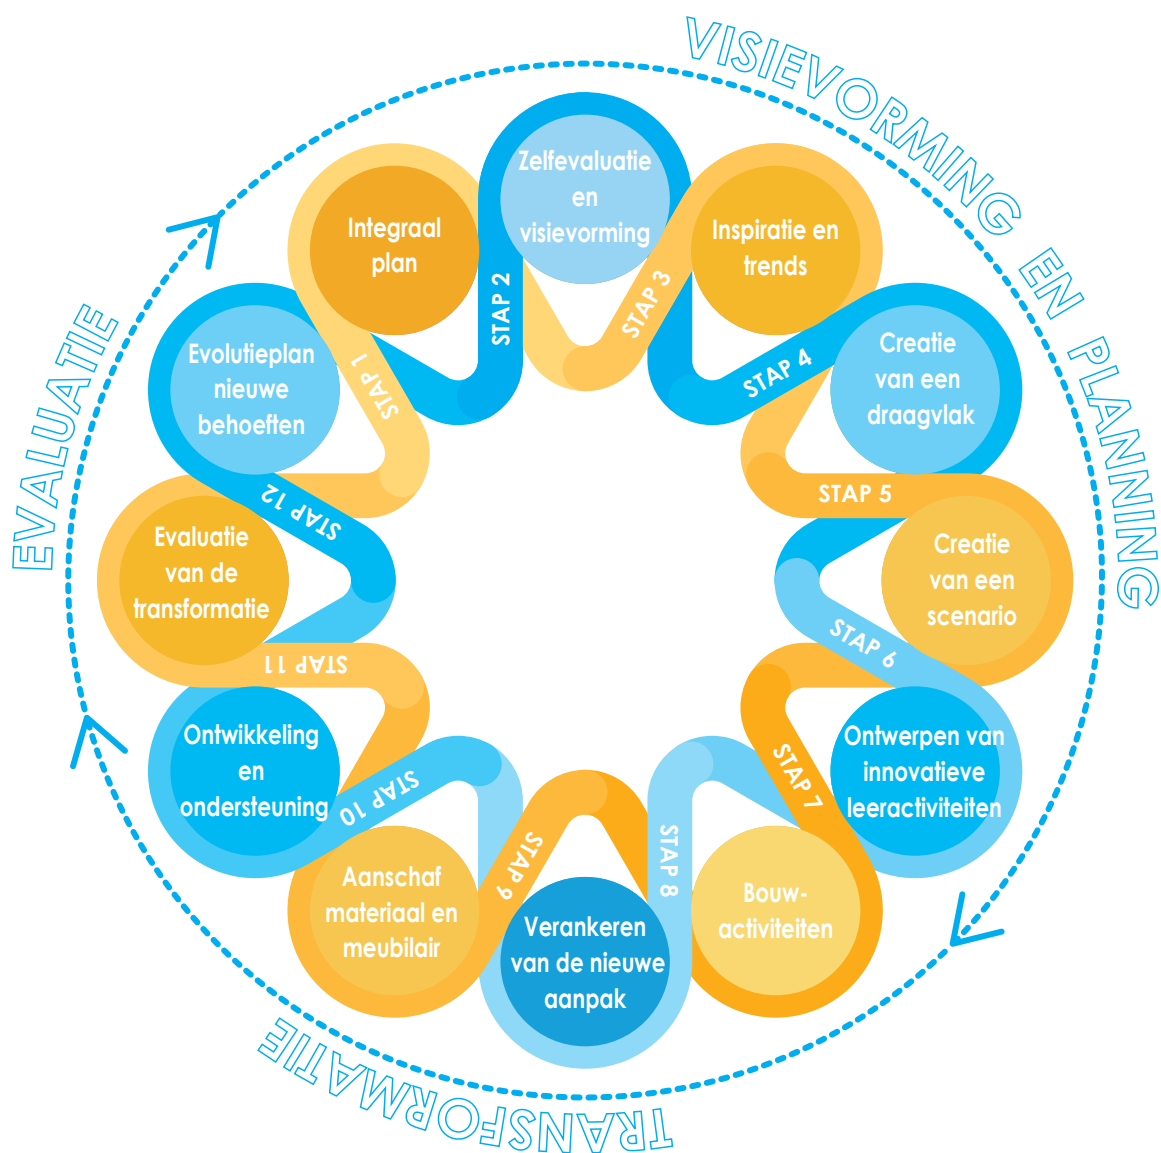 VISIEVORMING EN PLANNING
STAP 1
Integraal
plan
STAP 2
Zelfevaluatie
en
visievorming
STAP 3
Inspiratie en
trends
STAP 4
Creatie
van een
draagvlak
STAP 5
Creatie
van een
scenario
STAP 6
Ontwerpen van
innovatieve
leeractiviteiten
TRANSFORMATIE
STAP 7
Bouw-
activiteiten
STAP 8
Verankeren
van de nieuwe
aanpak
STAP 9
Aanschaf
materiaal en
meubilair
STAP 10
Ontwikkeling
en
ondersteuning
EVALUATIE
STAP 11
Evaluatie
van de
transformatie
STAP 12
Evolutieplan
nieuwe
behoeften